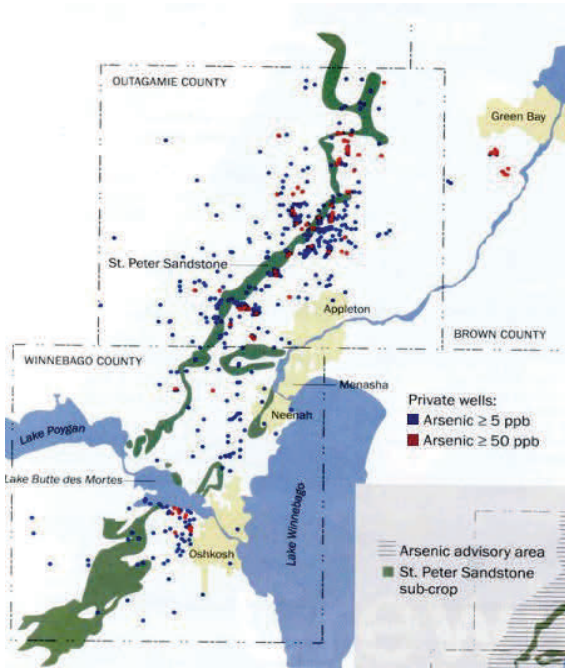 OUTAGAMIE COUNTY
Green Bay
St. Peter Sandstone
Appleton
BROWN COUNTY
WINNEBAGO COUNTY
Menasha
Neenah
Private wells:
Arsenic ≥ 5 ppb
Arsenic ≥ 50 ppb
Lake Poygan
Lake Butte des Mortes
Lake Winnebago
Oshkosh
Arsenic advisory area
St. Peter Sandstone
sub-crop